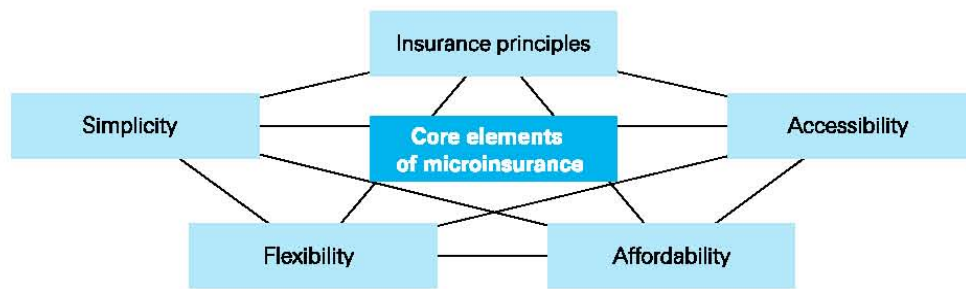 Insurance principles
Simplicity
Accessibility
Core elements
of microinsurance
Flexibility
Affordability